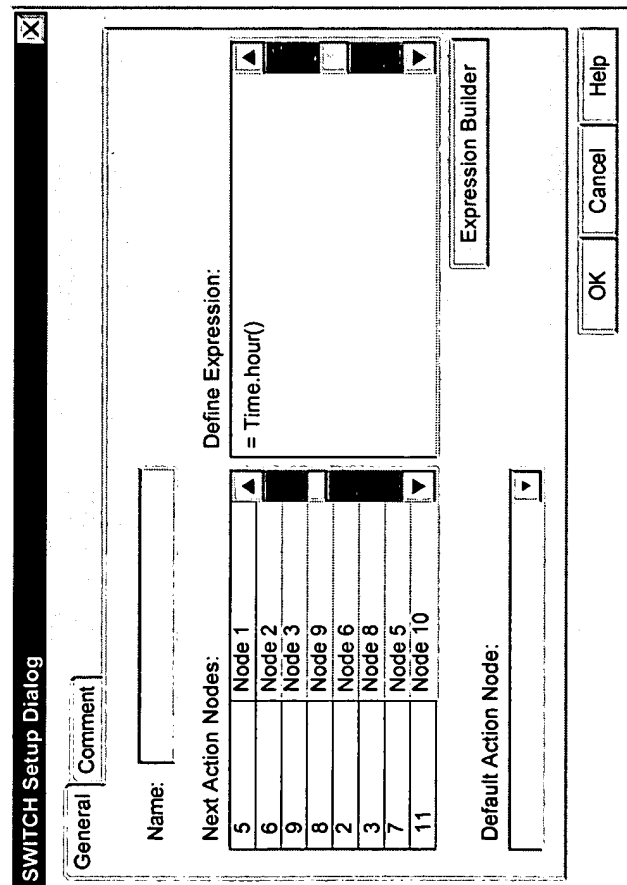 SWITCH Setup Dialog
General Comment
Name:
Next Action Nodes:
5 Node 1
6 Node 2
9 Node 3
8 Node 9
2 Node 6
3 Node 8
7 Node 5
11 Node 10
Define Expression:
= Time.hour()
Expression Builder
Default Action Node:
OK Cancel Help